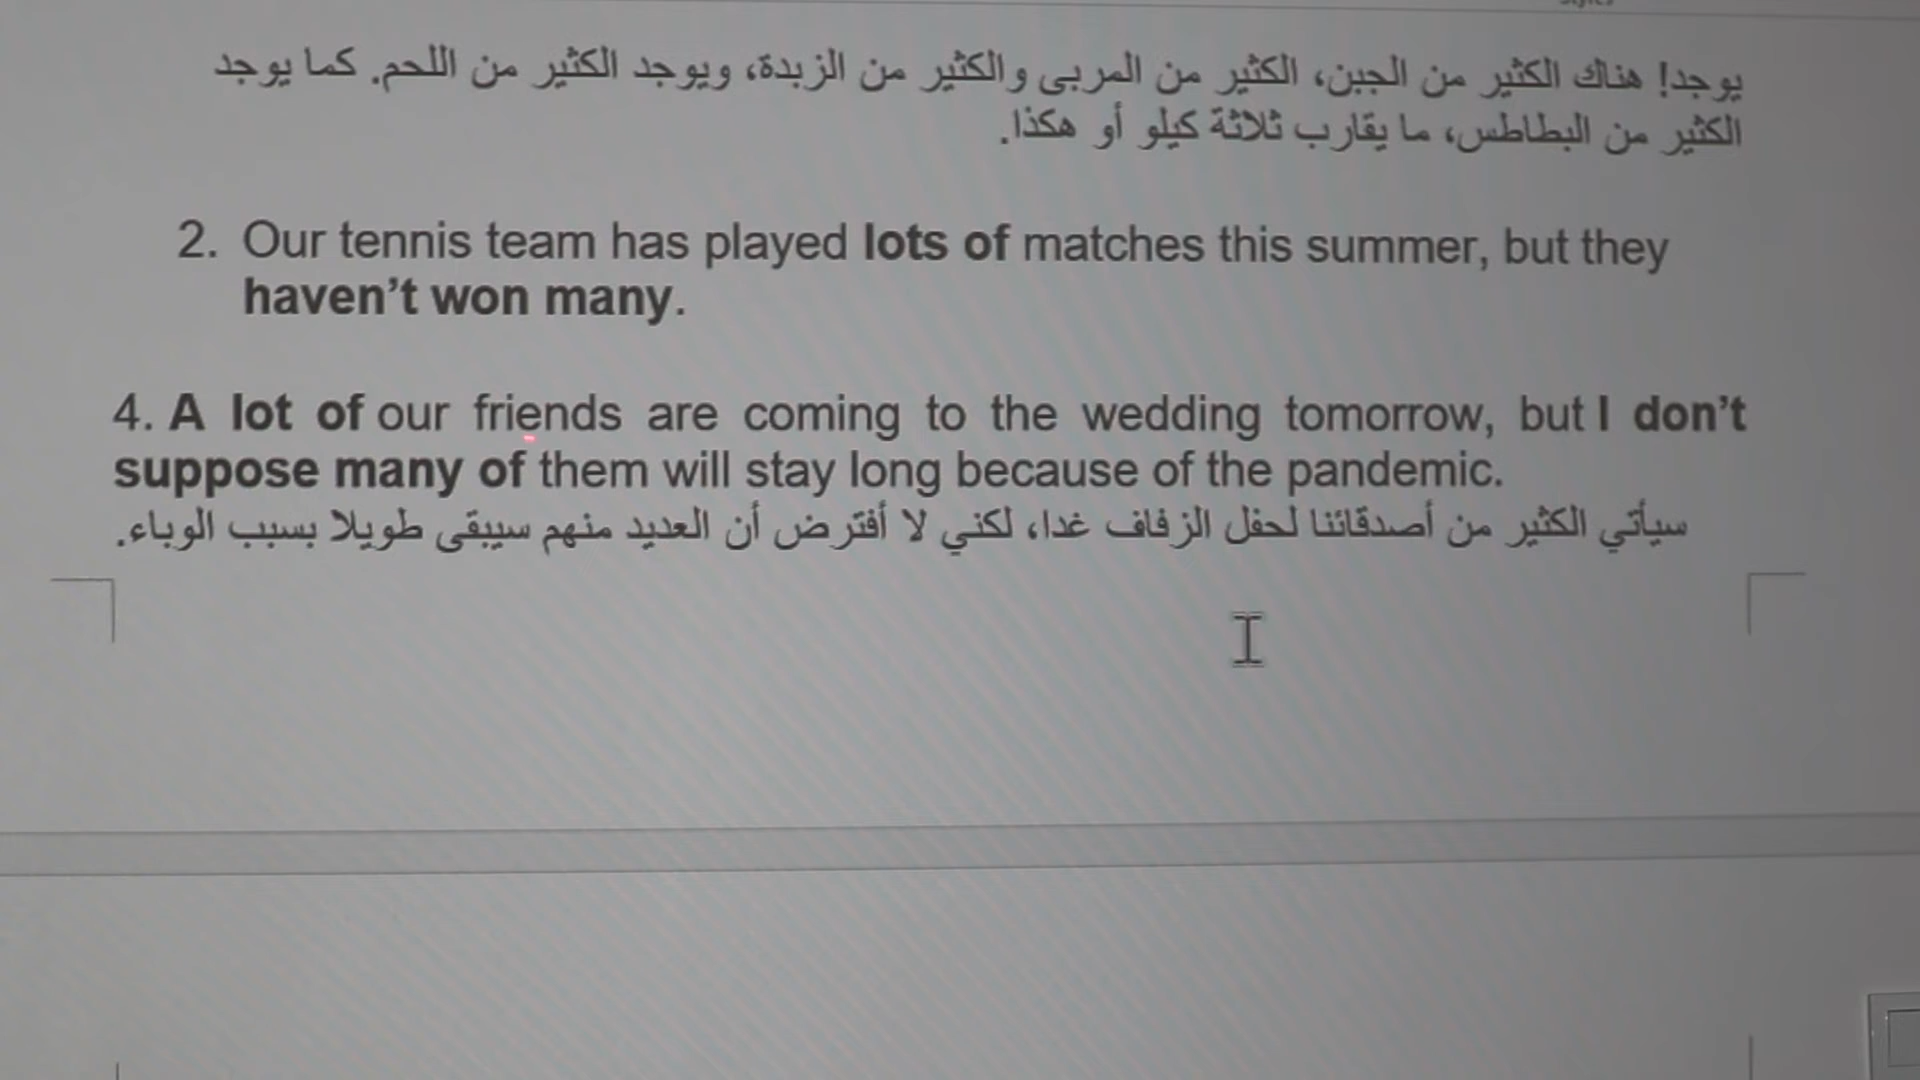 يوجد! هناك الكثير من الجبن، الكثير من المربى والكثير من الزبدة، ويوجد الكثير من اللحم. كما يوجد
الكثير من البطاطس، ما يقارب ثلاثة كيلو أو هكذا.
2. Our tennis team has played lots of matches this summer, but they
haven't won many.
4. A lot of our friends are coming to the wedding tomorrow, but I don't
suppose many of them will stay long because of the pandemic.
سيأتي الكثير من أصدقائنا لحفل الزفاف غدا، لكني لا أفترض أن العديد منهم سيبقى طويلا بسبب الوباء.